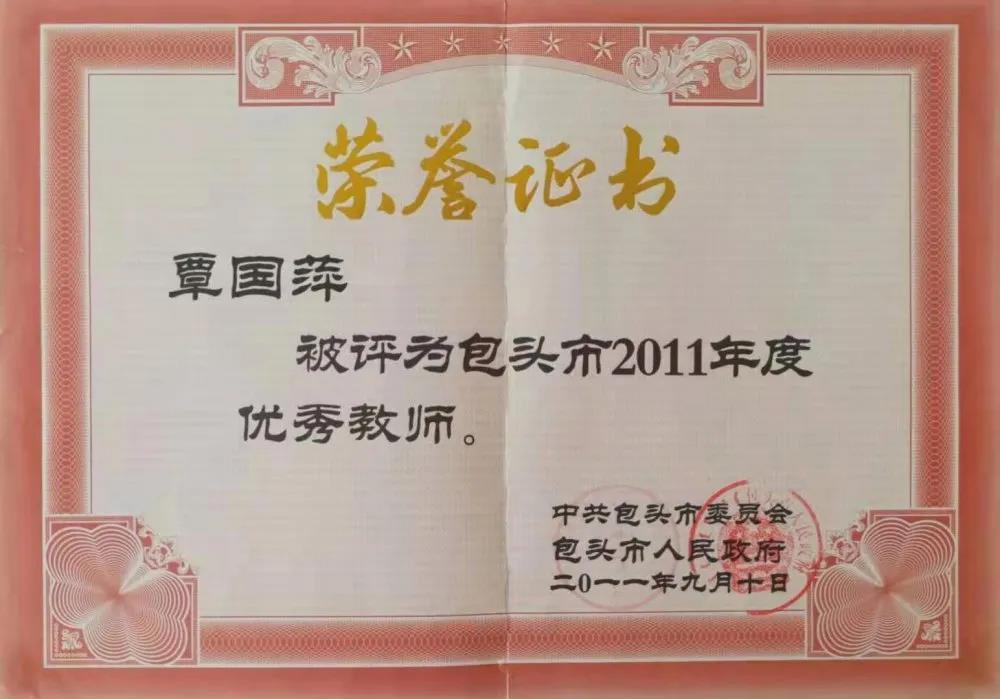 荣誉证书
覃国萍
被评为包头市2011年度
优秀教师。
中共包头市委员会
包头市人民政府
二0一一年九月十日